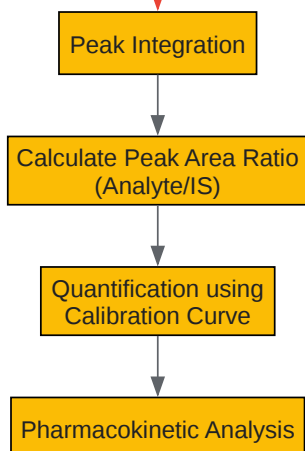 Peak Integration
Calculate Peak Area Ratio
(Analyte/IS)
Quantification using
Calibration Curve
Pharmacokinetic Analysis